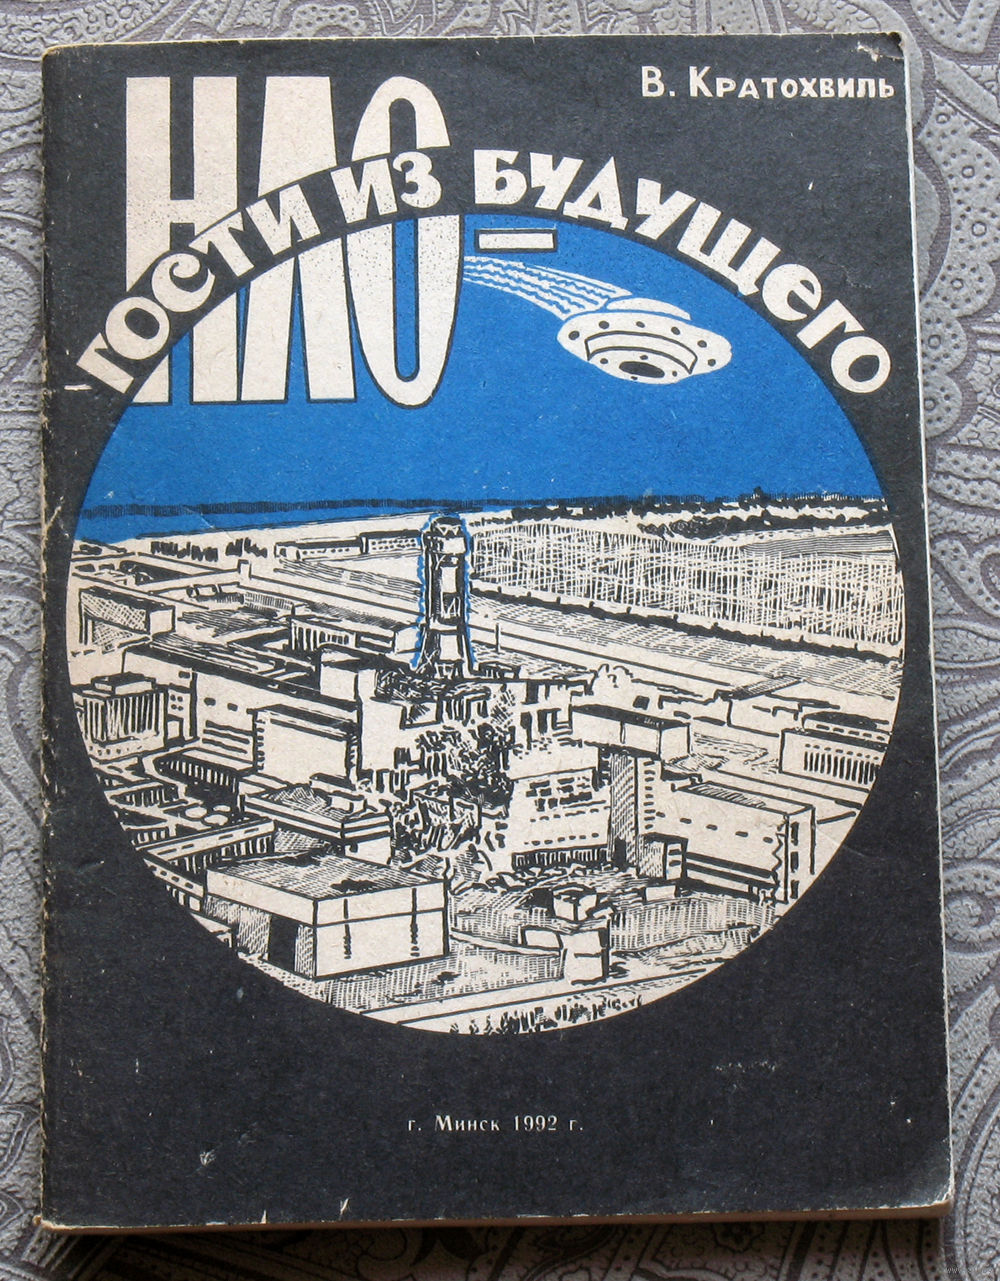 В. Кратохвиль
НЛО –
гости из будущего
г. Минск 1992 г.